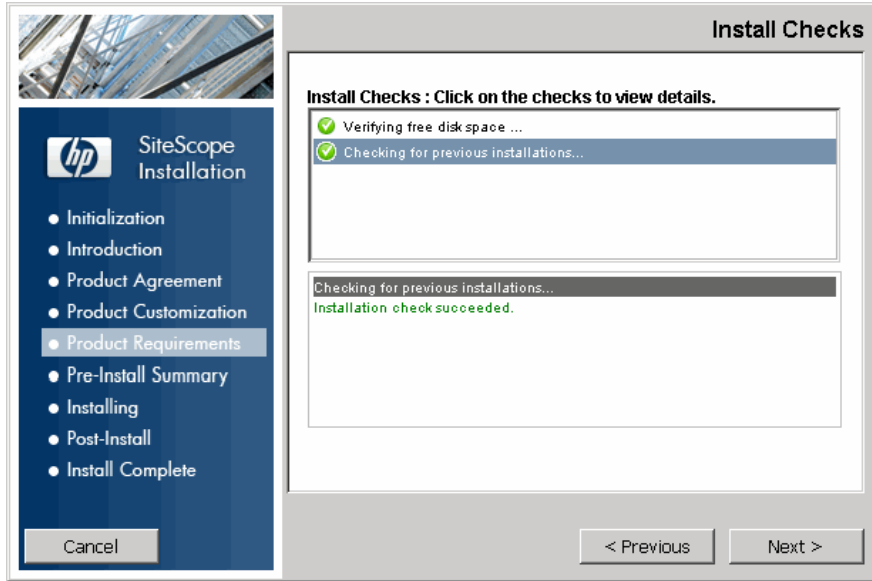 Install Checks
hp
SiteScope
Installation
Initialization
Introduction
Product Agreement
Product Customization
Product Requirements
Pre-Install Summary
Installing
Post-Install
Install Complete
Install Checks : Click on the checks to view details.
Verifying free disk space ...
Checking for previous installations...
Checking for previous installations...
Installation check succeeded.
Cancel
< Previous
Next >